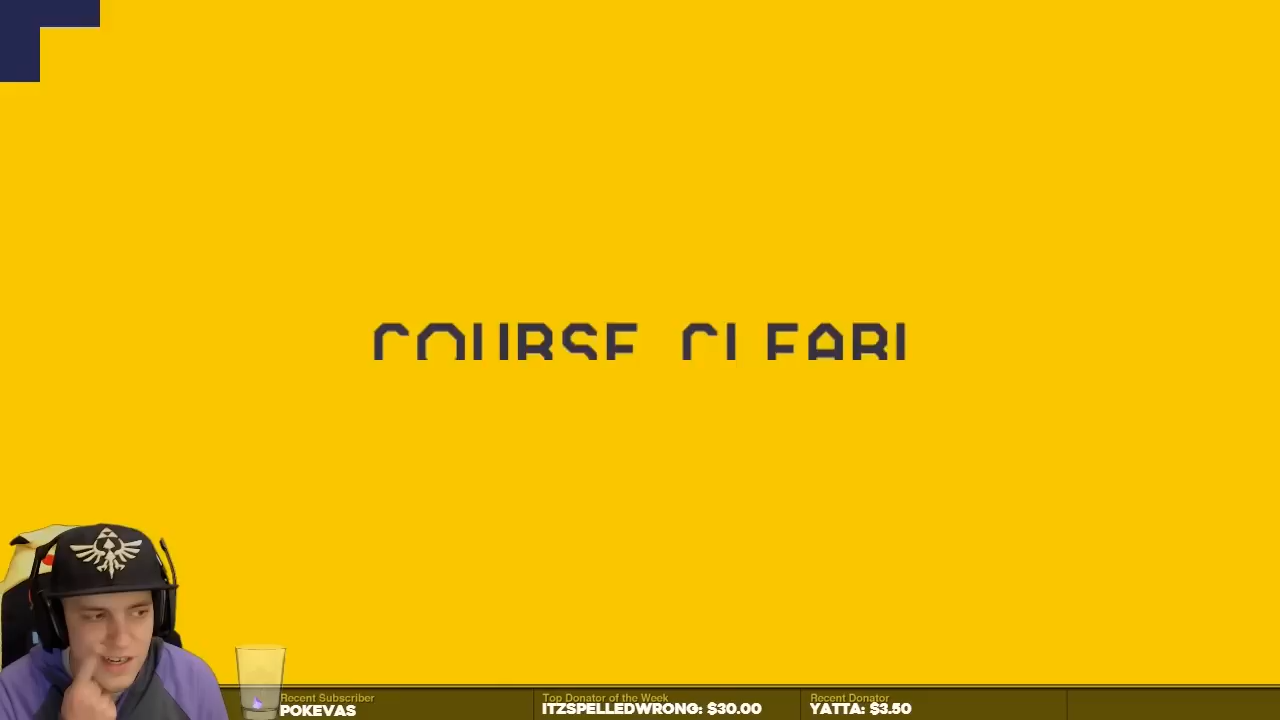 COURSE CLEAR!
Recent Subscriber
POKEVAS
Top Donator of the Week
ITZSPELLEDWRONG: $30.00
Recent Donator
YATTA: $3.50